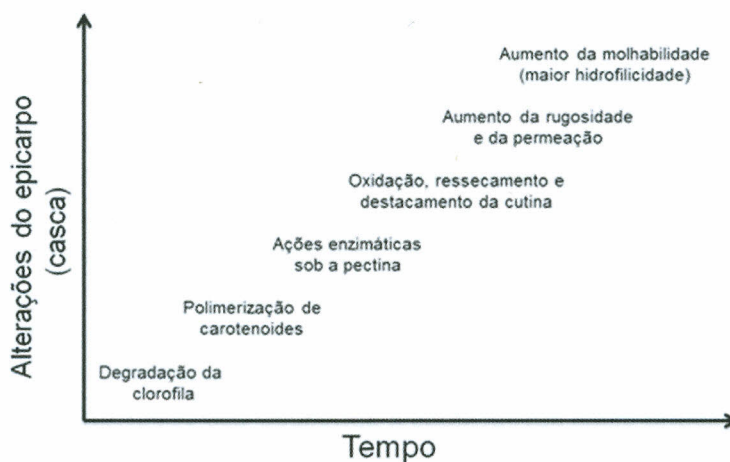 Alterações do epicarpo
(casca)
Aumento da molhabilidade
(maior hidrofilicidade)
Aumento da rugosidade
e da permeação
Oxidação, ressecamento e
destacamento da cutina
Ações enzimáticas
sob a pectina
Polimerização de
carotenoides
Degradação da
clorofila
Tempo